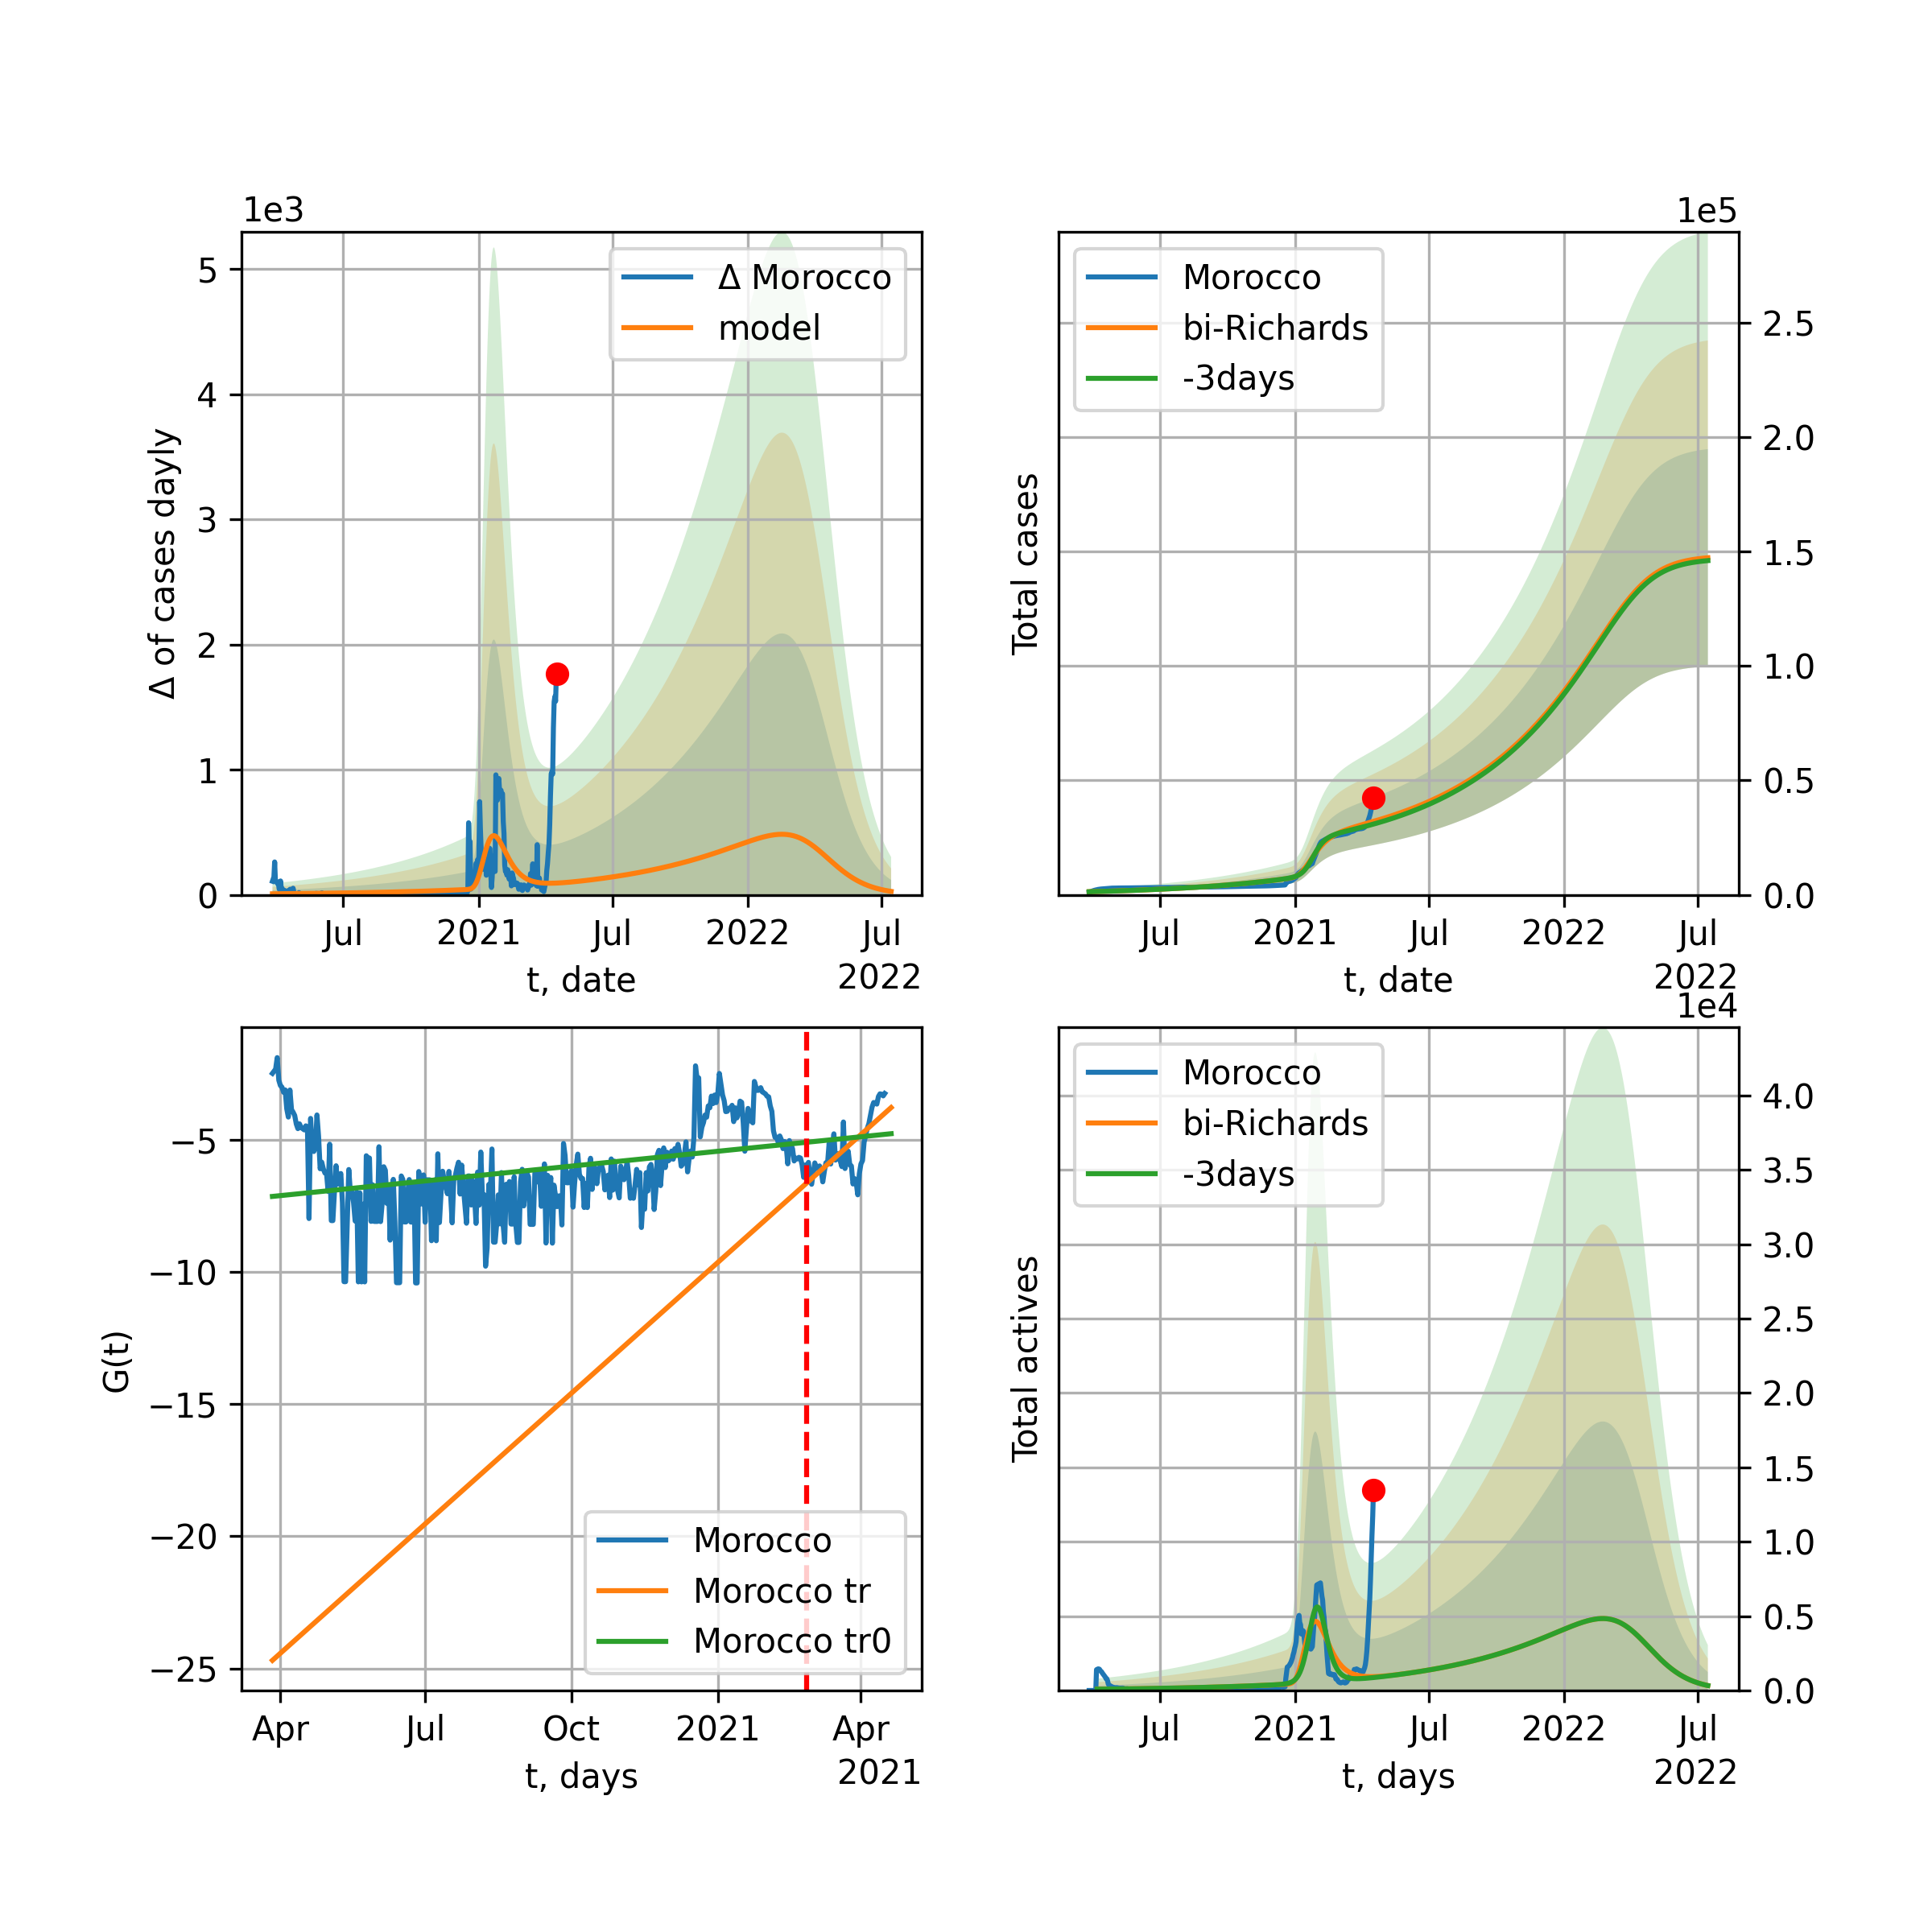 1e3
Δ of cases dayly
5
4
3
2
1
0
Δ Morocco
model
Jul
2021
Jul
2022
Jul
2022
t, date
1e5
Total cases
Morocco
bi-Richards
-3days
2.5
2.0
1.5
1.0
0.5
0.0
Jul
2021
Jul
2022
Jul
2022
t, date
G(t)
−5
−10
−15
−20
−25
Morocco
Morocco tr
Morocco tr0
Apr
Jul
Oct
2021
Apr
2021
t, days
1e4
Total actives
Morocco
bi-Richards
-3days
4.0
3.5
3.0
2.5
2.0
1.5
1.0
0.5
0.0
Jul
2021
Jul
2022
Jul
2022
t, days